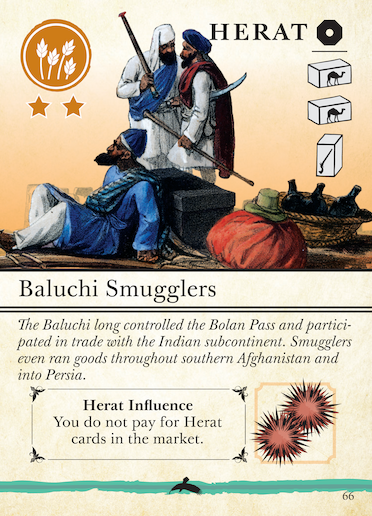 HERAT
Baluchi Smugglers
The Baluchi long controlled the Bolan Pass and partici-
pated in trade with the Indian subcontinent. Smugglers
even ran goods throughout southern Afghanistan and
into Persia.
Herat Influence
You do not pay for Herat
cards in the market.
66